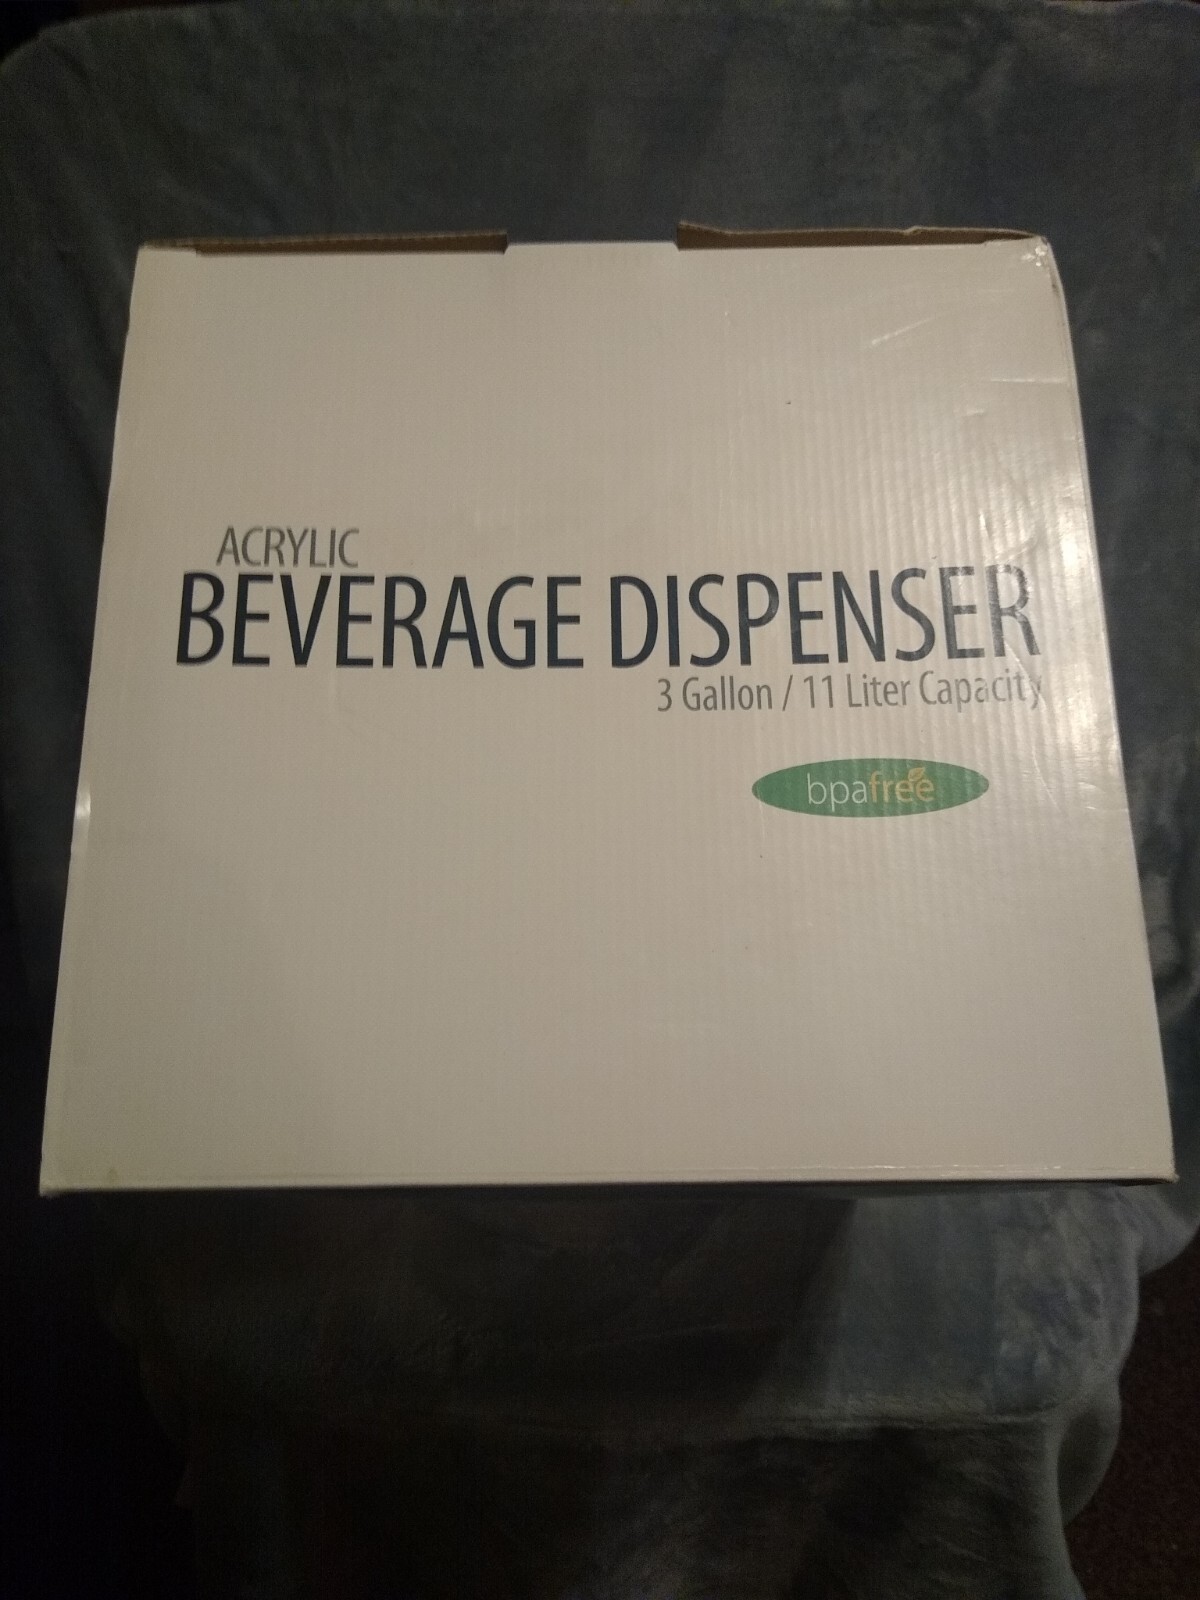 ACRYLIC
BEVERAGE DISPENSER
3 Gallon / 11 Liter Capacity
bpafree